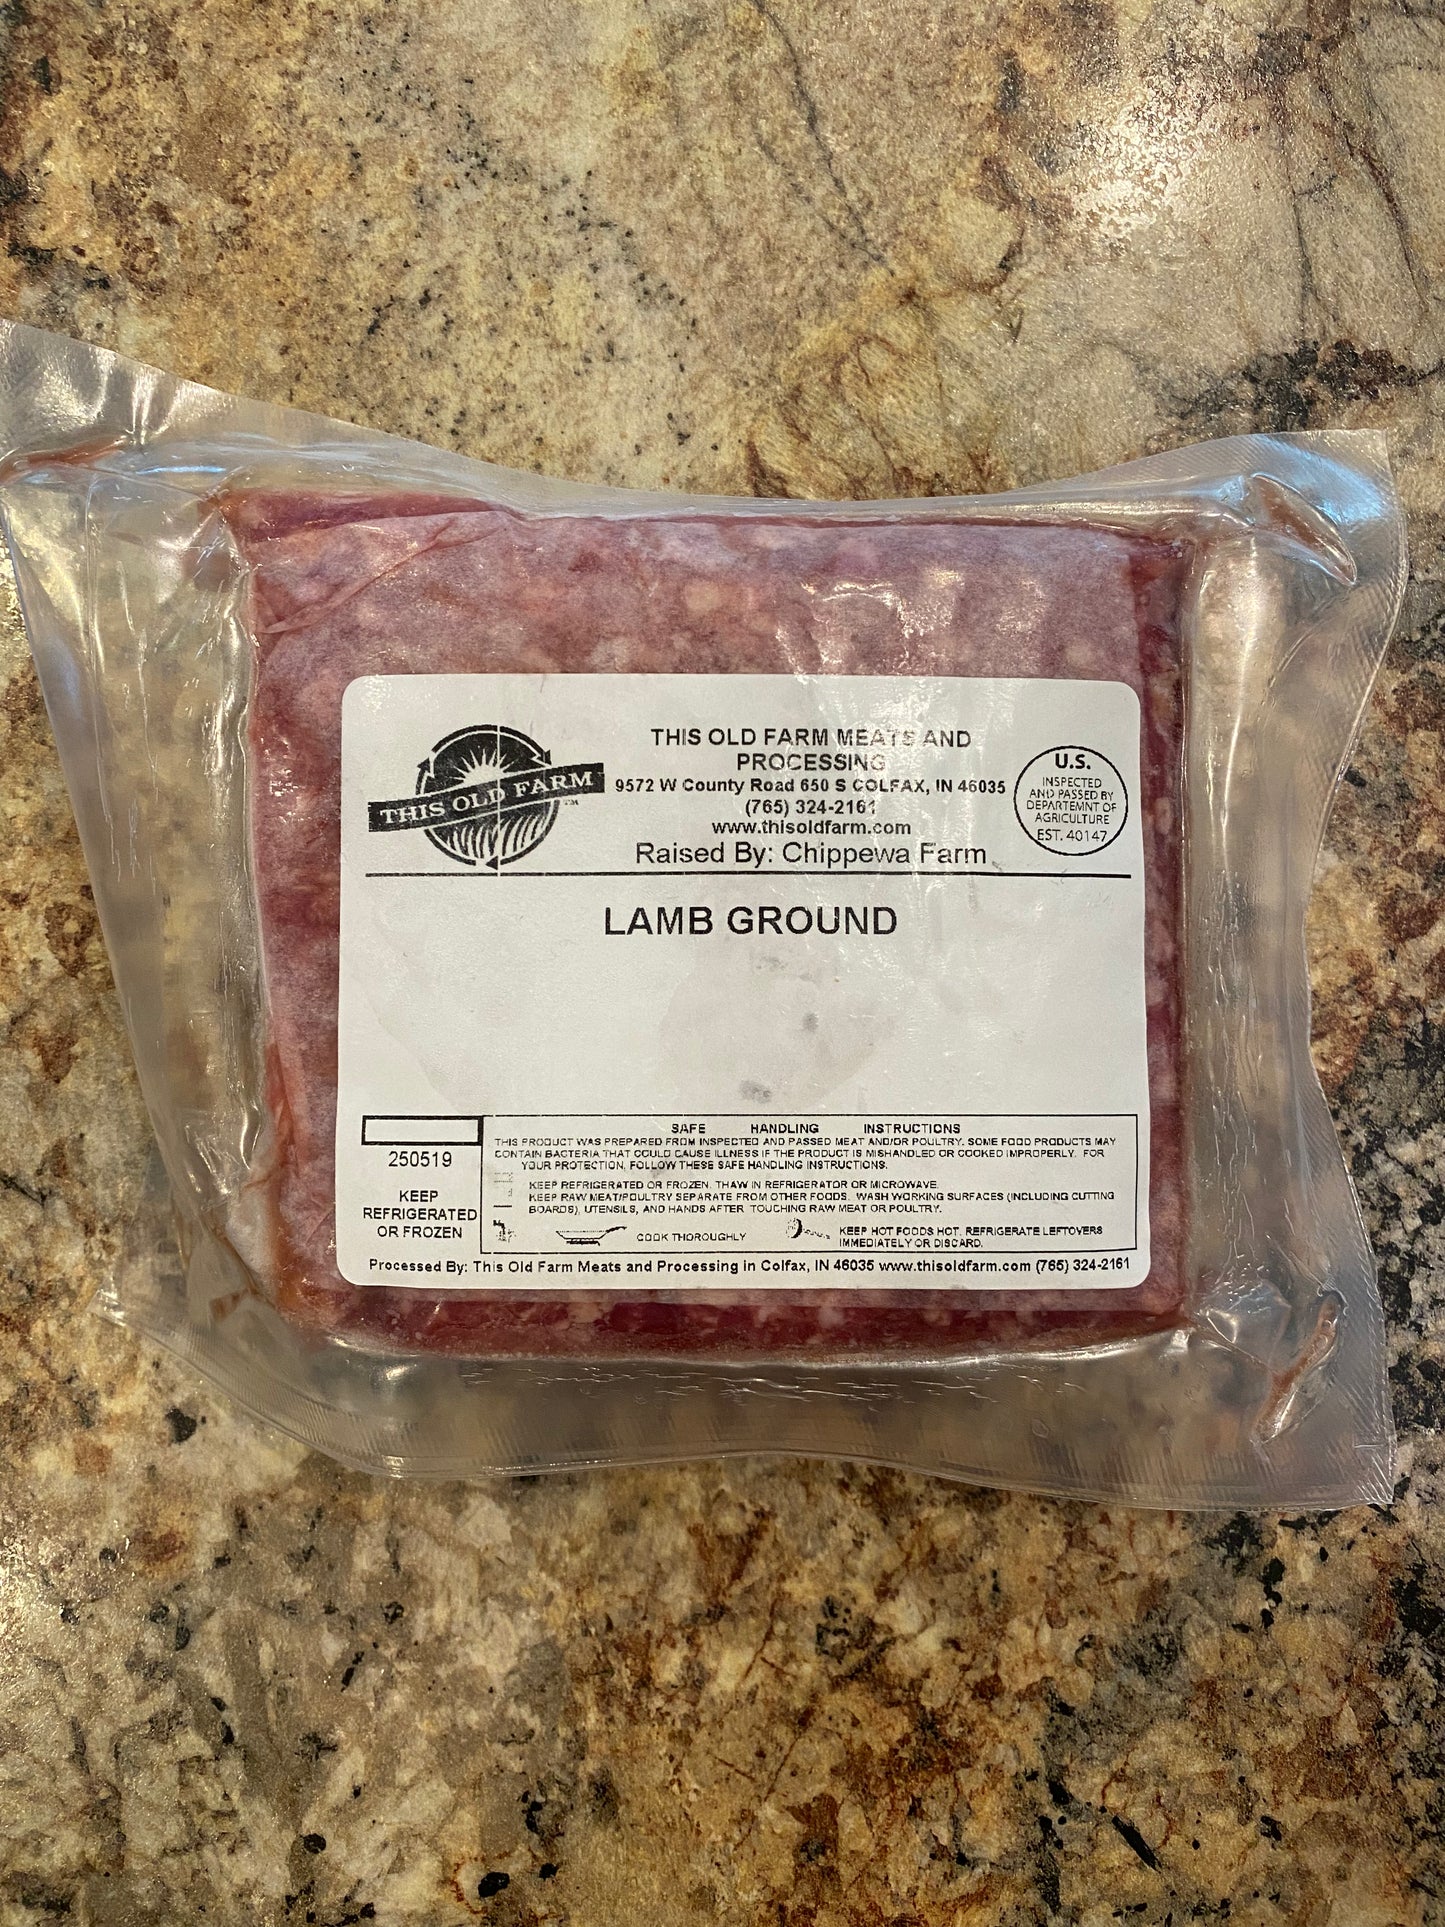 THIS OLD FARM™
THIS OLD FARM MEATS AND
PROCESSING
9572 W County Road 650 S COLFAX, IN 46035
(765) 324-2161
www.thisoldfarm.com
Raised By: Chippewa Farm
U.S.
INSPECTED
AND PASSED BY
DEPARTEMNT OF
AGRICULTURE
EST. 40147
LAMB GROUND
250519
KEEP
REFRIGERATED
OR FROZEN
SAFE HANDLING INSTRUCTIONS
THIS PRODUCT WAS PREPARED FROM INSPECTED AND PASSED MEAT AND/OR POULTRY. SOME FOOD PRODUCTS MAY
CONTAIN BACTERIA THAT COULD CAUSE ILLNESS IF THE PRODUCT IS MISHANDLED OR COOKED IMPROPERLY. FOR
YOUR PROTECTION, FOLLOW THESE SAFE HANDLING INSTRUCTIONS.
KEEP REFRIGERATED OR FROZEN. THAW IN REFRIGERATOR OR MICROWAVE.
KEEP RAW MEAT/POULTRY SEPARATE FROM OTHER FOODS. WASH WORKING SURFACES (INCLUDING CUTTING
BOARDS), UTENSILS, AND HANDS AFTER TOUCHING RAW MEAT OR POULTRY.
COOK THOROUGHLY
KEEP HOT FOODS HOT. REFRIGERATE LEFTOVERS
IMMEDIATELY OR DISCARD.
Processed By: This Old Farm Meats and Processing in Colfax, IN 46035 www.thisoldfarm.com (765) 324-2161